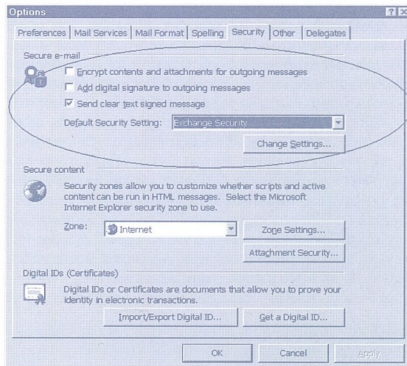 Options
Preferences Mail Services Mail Format Spelling Security Other Delegates
Secure e-mail
Encrypt contents and attachments for outgoing messages
Add digital signature to outgoing messages
Send clear text signed message
Default Security Setting: Exchange Security
Change Settings...
Secure content
Security zones allow you to customize whether scripts and active
content can be run in HTML messages. Select the Microsoft
Internet Explorer security zone to use.
Zone: Internet Zone Settings...
Attachment Security...
Digital IDs (Certificates)
Digital IDs or Certificates are documents that allow you to prove your
identity in electronic transactions.
Import/Export Digital ID... Get a Digital ID...
OK Cancel Apply